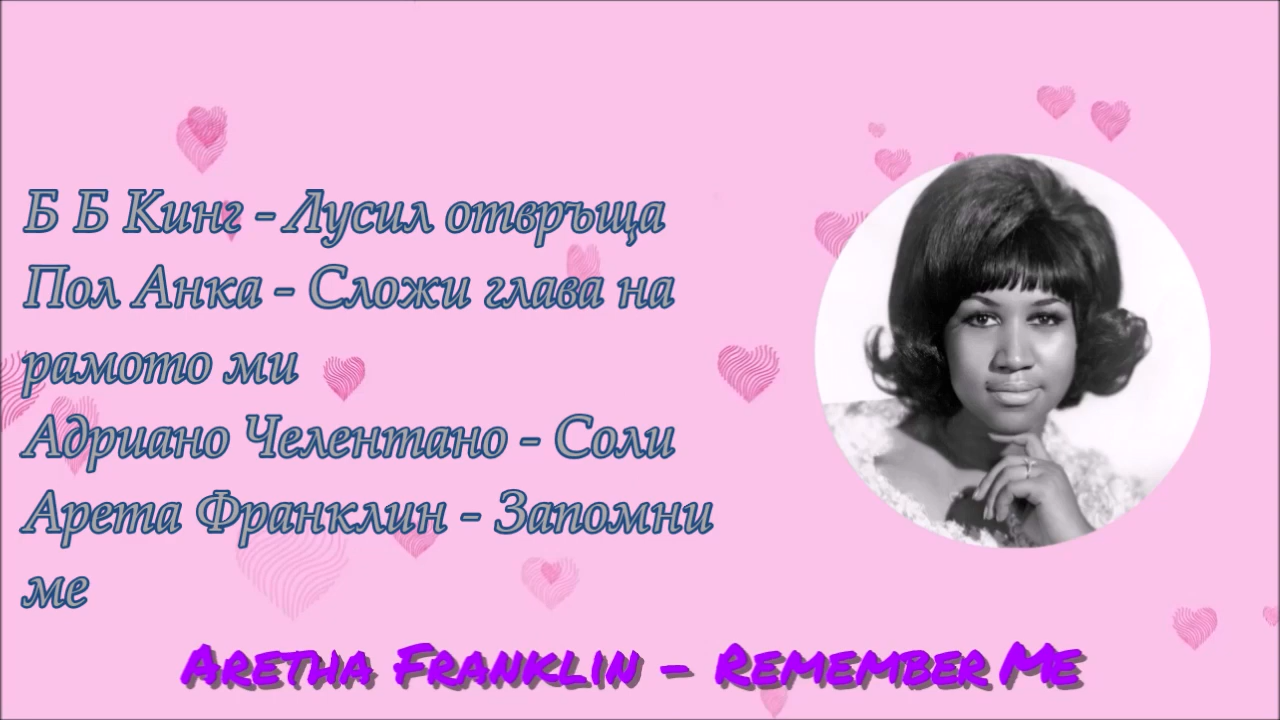 Б Б Кинг - Лусил отвръща
Пол Анка - Сложи глава на
рамото ми
Адриано Челентано - Соли
Арета Франклин - Запомни
ме
Aretha Franklin - Remember Me